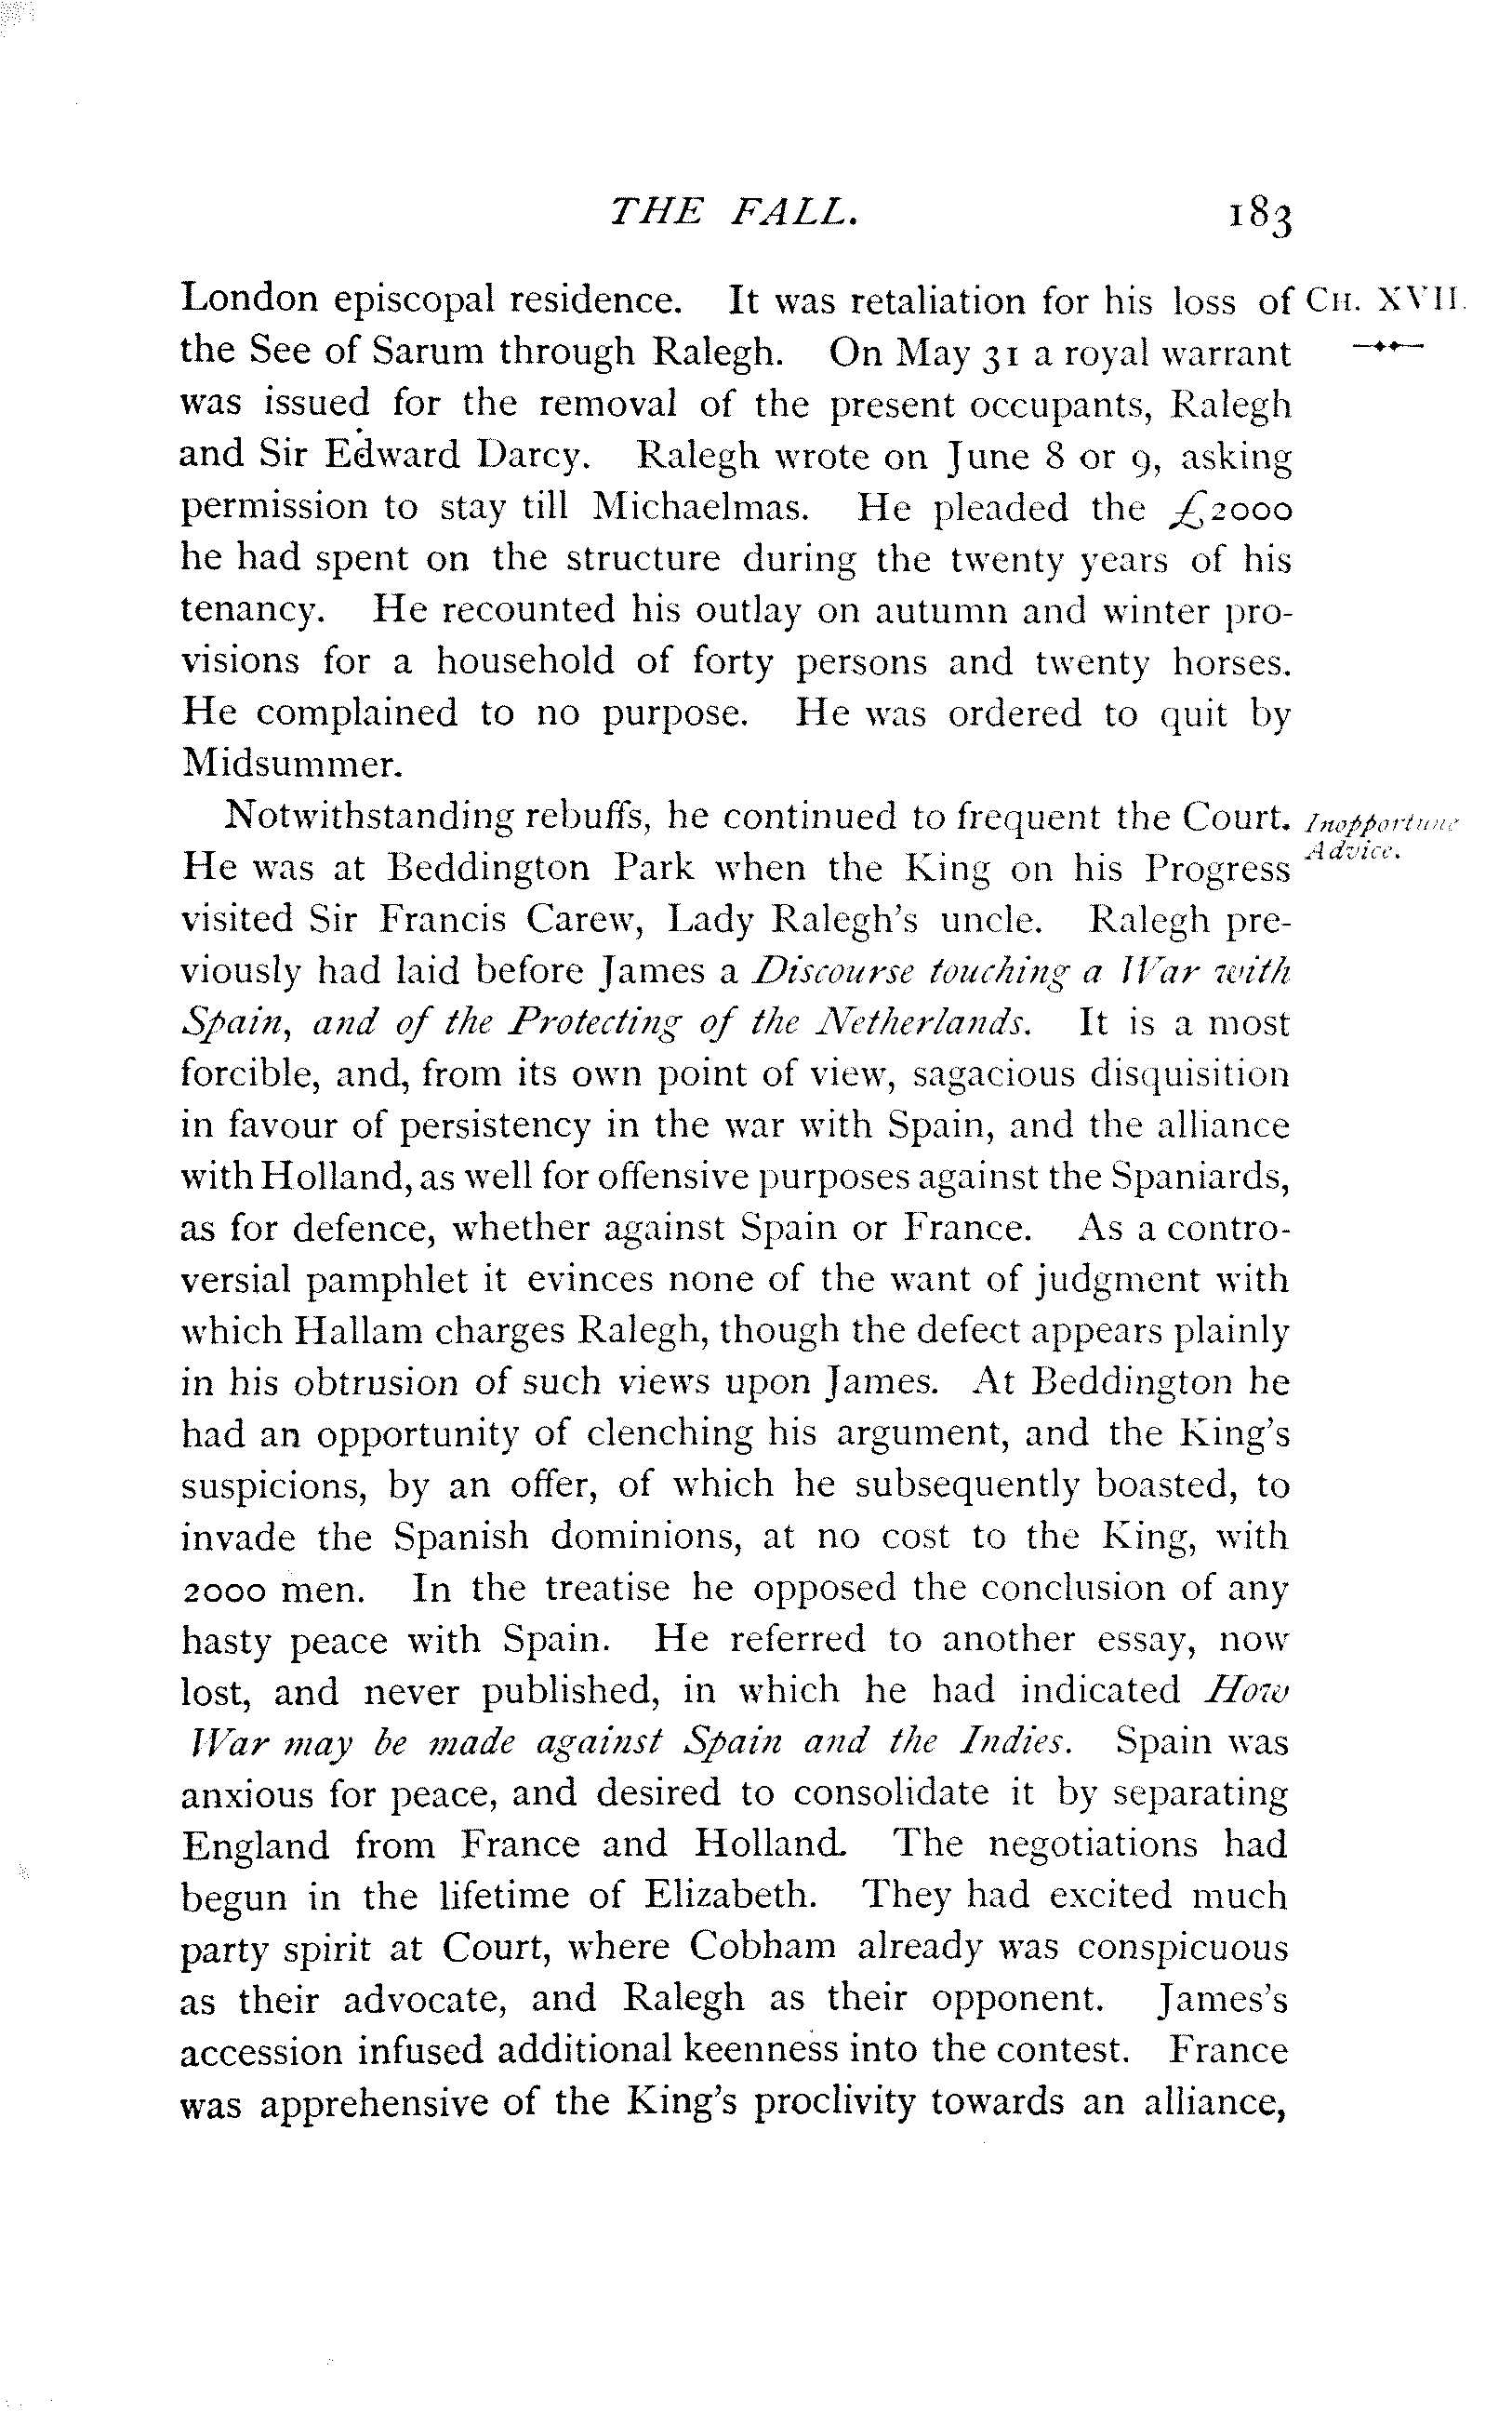 THE FALL. 183
London episcopal residence. It was retaliation for his loss of CH. XVII.
the See of Sarum through Ralegh. On May 31 a royal warrant
was issued for the removal of the present occupants, Ralegh
and Sir Edward Darcy. Ralegh wrote on June 8 or 9, asking
permission to stay till Michaelmas. He pleaded the £2000
he had spent on the structure during the twenty years of his
tenancy. He recounted his outlay on autumn and winter pro-
visions for a household of forty persons and twenty horses.
He complained to no purpose. He was ordered to quit by
Midsummer.
Notwithstanding rebuffs, he continued to frequent the Court. Inopportune
He was at Beddington Park when the King on his Progress Advice.
visited Sir Francis Carew, Lady Ralegh's uncle. Ralegh pre-
viously had laid before James a Discourse touching a War with
Spain, and of the Protecting of the Netherlands. It is a most
forcible, and, from its own point of view, sagacious disquisition
in favour of persistency in the war with Spain, and the alliance
with Holland, as well for offensive purposes against the Spaniards,
as for defence, whether against Spain or France. As a contro-
versial pamphlet it evinces none of the want of judgment with
which Hallam charges Ralegh, though the defect appears plainly
in his obtrusion of such views upon James. At Beddington he
had an opportunity of clenching his argument, and the King's
suspicions, by an offer, of which he subsequently boasted, to
invade the Spanish dominions, at no cost to the King, with
2000 men. In the treatise he opposed the conclusion of any
hasty peace with Spain. He referred to another essay, now
lost, and never published, in which he had indicated How
War may be made against Spain and the Indies. Spain was
anxious for peace, and desired to consolidate it by separating
England from France and Holland. The negotiations had
begun in the lifetime of Elizabeth. They had excited much
party spirit at Court, where Cobham already was conspicuous
as their advocate, and Ralegh as their opponent. James's
accession infused additional keenness into the contest. France
was apprehensive of the King's proclivity towards an alliance,